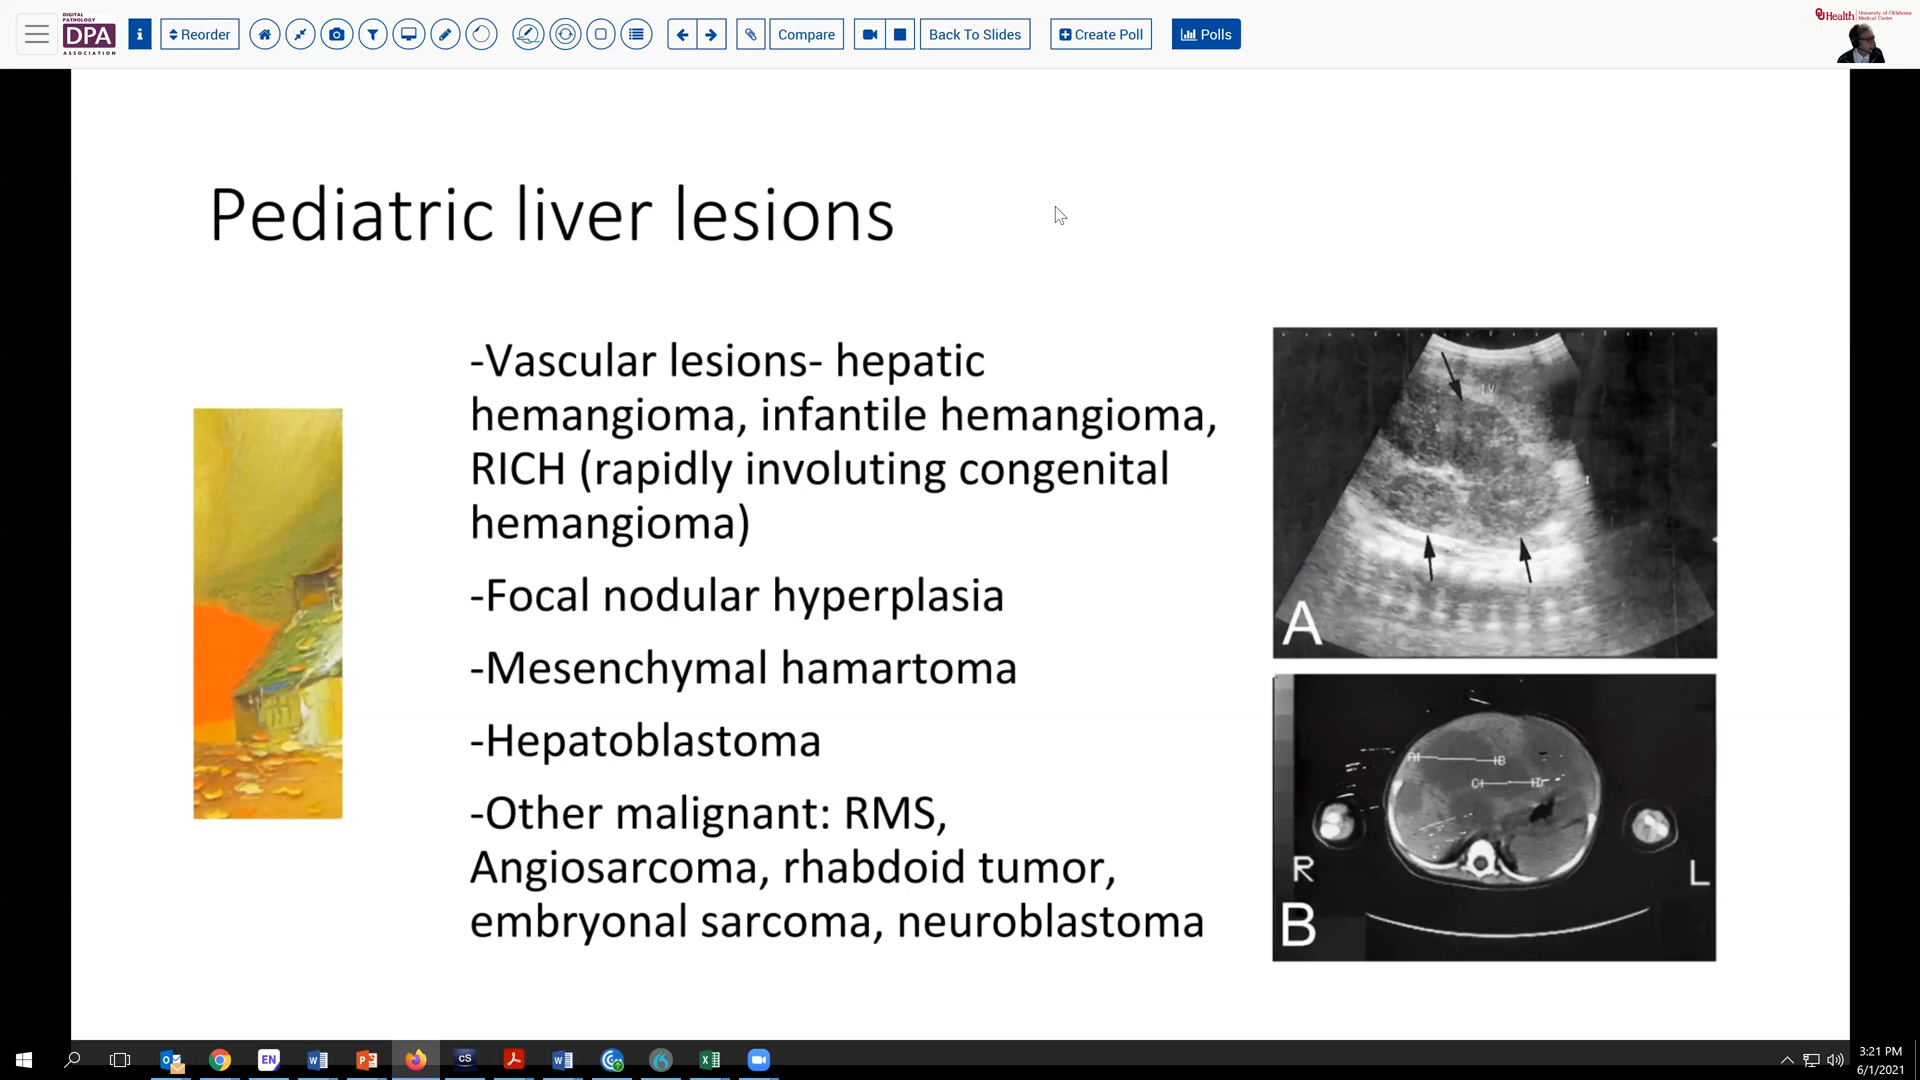 DIGITAL PATHOLOGY
DPA
ASSOCIATION
i
Reorder
Compare
Back To Slides
Create Poll
Polls
OU Health University of Oklahoma
Medical Center
Pediatric liver lesions
-Vascular lesions- hepatic
hemangioma, infantile hemangioma,
RICH (rapidly involuting congenital
hemangioma)
-Focal nodular hyperplasia
-Mesenchymal hamartoma
-Hepatoblastoma
-Other malignant: RMS,
Angiosarcoma, rhabdoid tumor,
embryonal sarcoma, neuroblastoma
A
R
L
B
EN
cS
3:21 PM
6/1/2021